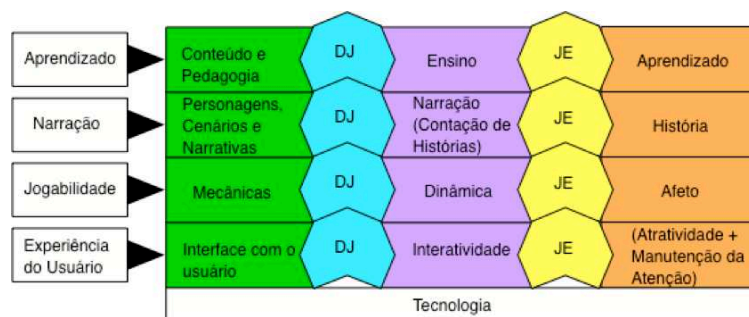 Aprendizado
Conteúdo e
Pedagogia
DJ
Ensino
JE
Aprendizado
Narração
Personagens,
Cenários e
Narrativas
DJ
Narração
(Contação de
Histórias)
JE
História
Jogabilidade
Mecânicas
DJ
Dinâmica
JE
Afeto
Experiência
do Usuário
Interface com o
usuário
DJ
Interatividade
JE
(Atratividade +
Manutenção da
Atenção)
Tecnologia